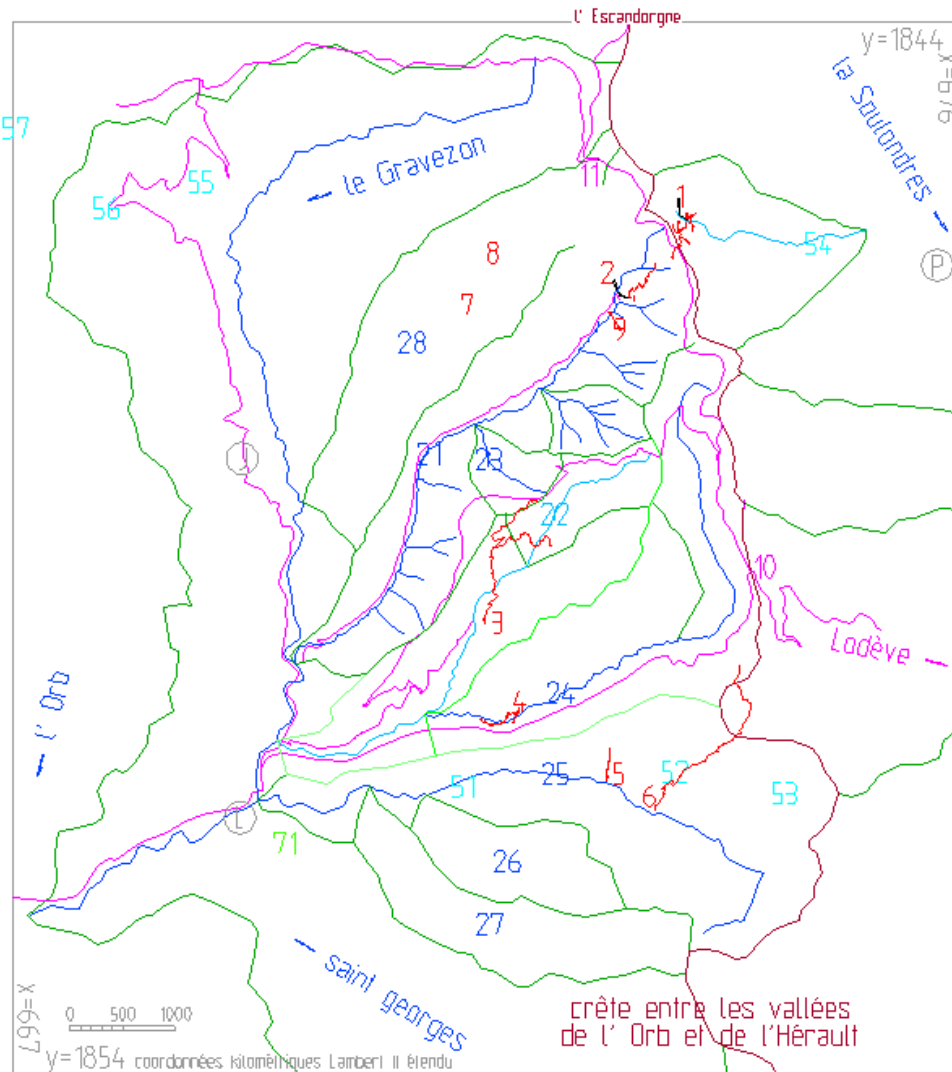 l' Escandorgne
y=1844
x=676
la Soulondres
57
55
56
← le Gravezon
11
1
54
P
8
2
7
9
28
J
21
23
22
10
3
Lodève →
l' Orb
4
24
25
5
52
51
6
53
L
71
26
27
← saint georges
crête entre les vallées
de l' Orb et de l'Hérault
x=667
0 500 1000
y=1854 coordonnées kilométriques Lambert II étendu